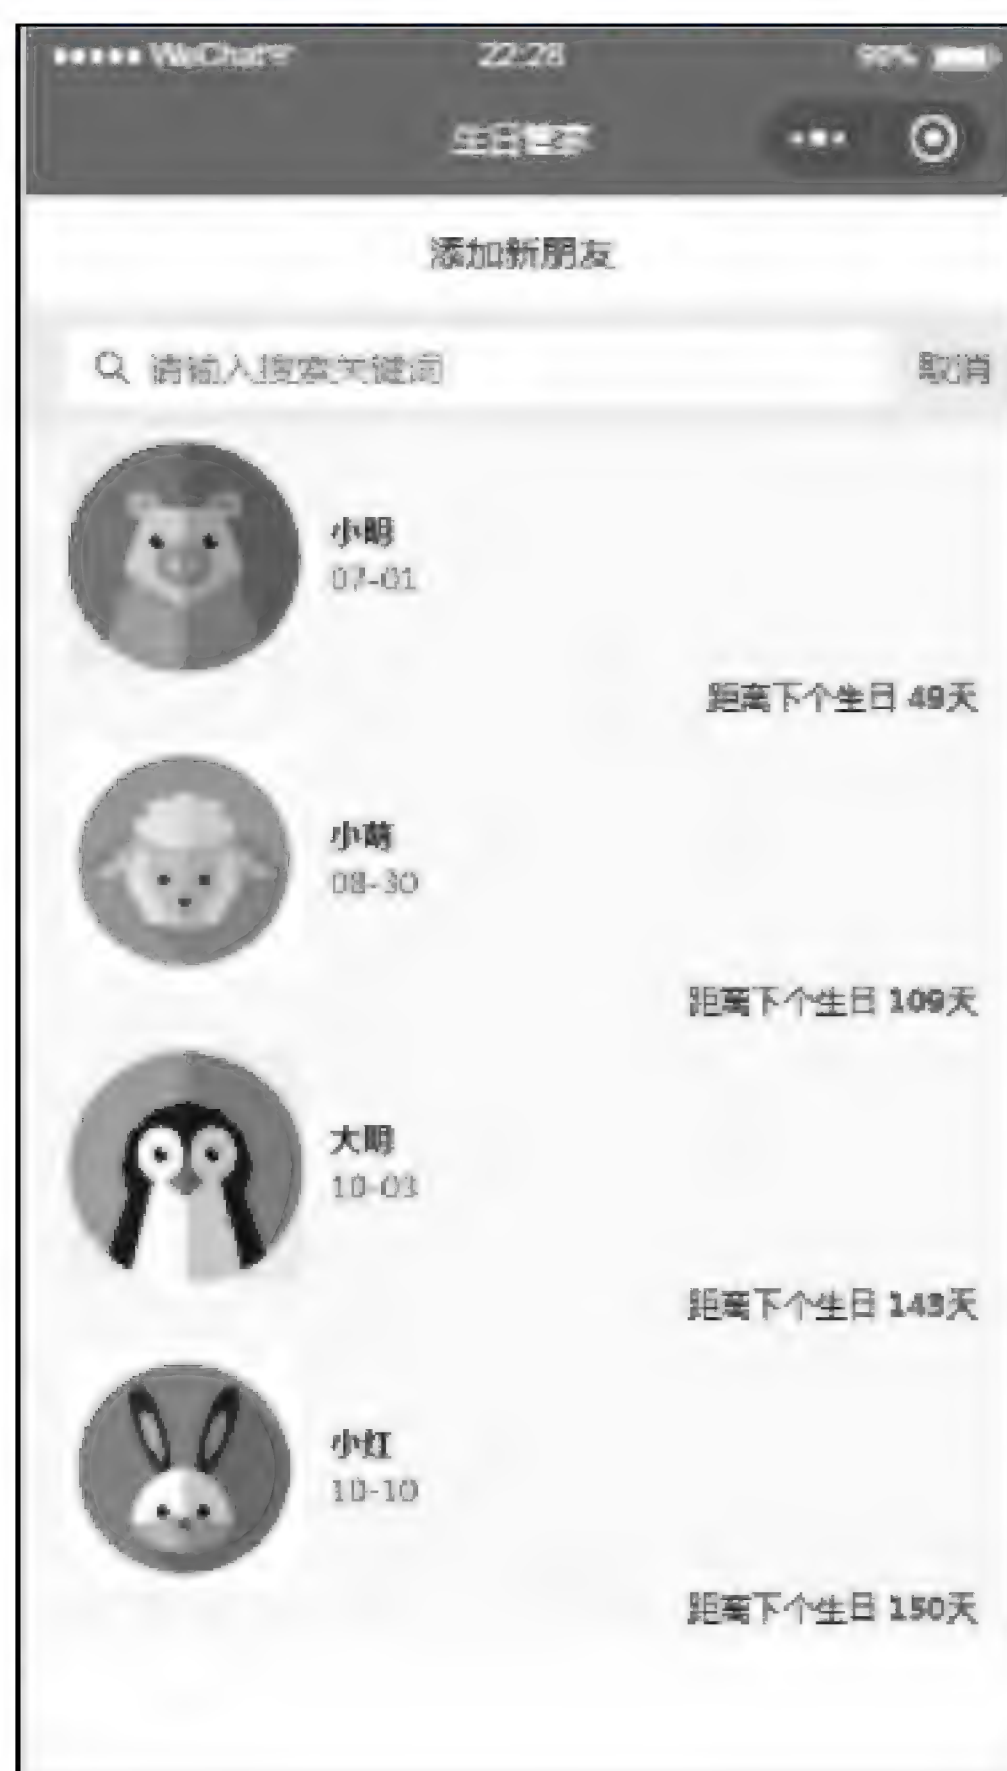 WeChat 22:28 90%
生日管家
添加新朋友
请输入搜索关键词 取消
小明
07-01
距离下个生日 49天
小萌
08-30
距离下个生日 109天
大明
10-03
距离下个生日 143天
小红
10-10
距离下个生日 150天